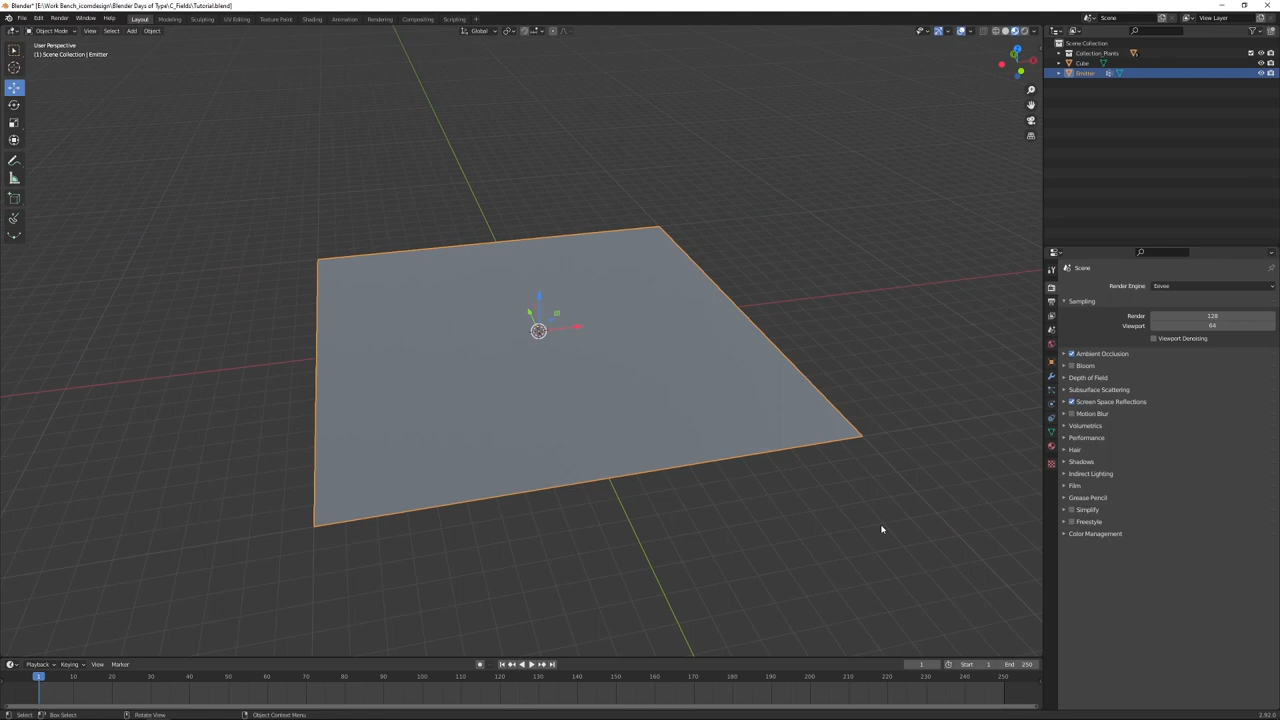 Blender* [E:\Work Bench_icomdesign\Blender Days of Type\C_Fields\Tutorial.blend]
File Edit Render Window Help Layout Modeling Sculpting UV Editing Texture Paint Shading Animation Rendering Compositing Scripting Scene View Layer
Object Mode View Select Add Object Global
User Perspective
(1) Scene Collection | Emitter
Scene Collection
Collection_Plants
Cube
Emitter
Scene
Render Engine Eevee
Sampling
Render 128
Viewport 64
Viewport Denoising
Ambient Occlusion
Bloom
Depth of Field
Subsurface Scattering
Screen Space Reflections
Motion Blur
Volumetrics
Performance
Hair
Shadows
Indirect Lighting
Film
Grease Pencil
Simplify
Freestyle
Color Management
Playback Keying View Marker 1 Start 1 End 250
1 10 20 30 40 50 60 70 80 90 100 110 120 130 140 150 160 170 180 190 200 210 220 230 240 250
Select Box Select Rotate View Object Context Menu 2.92.0